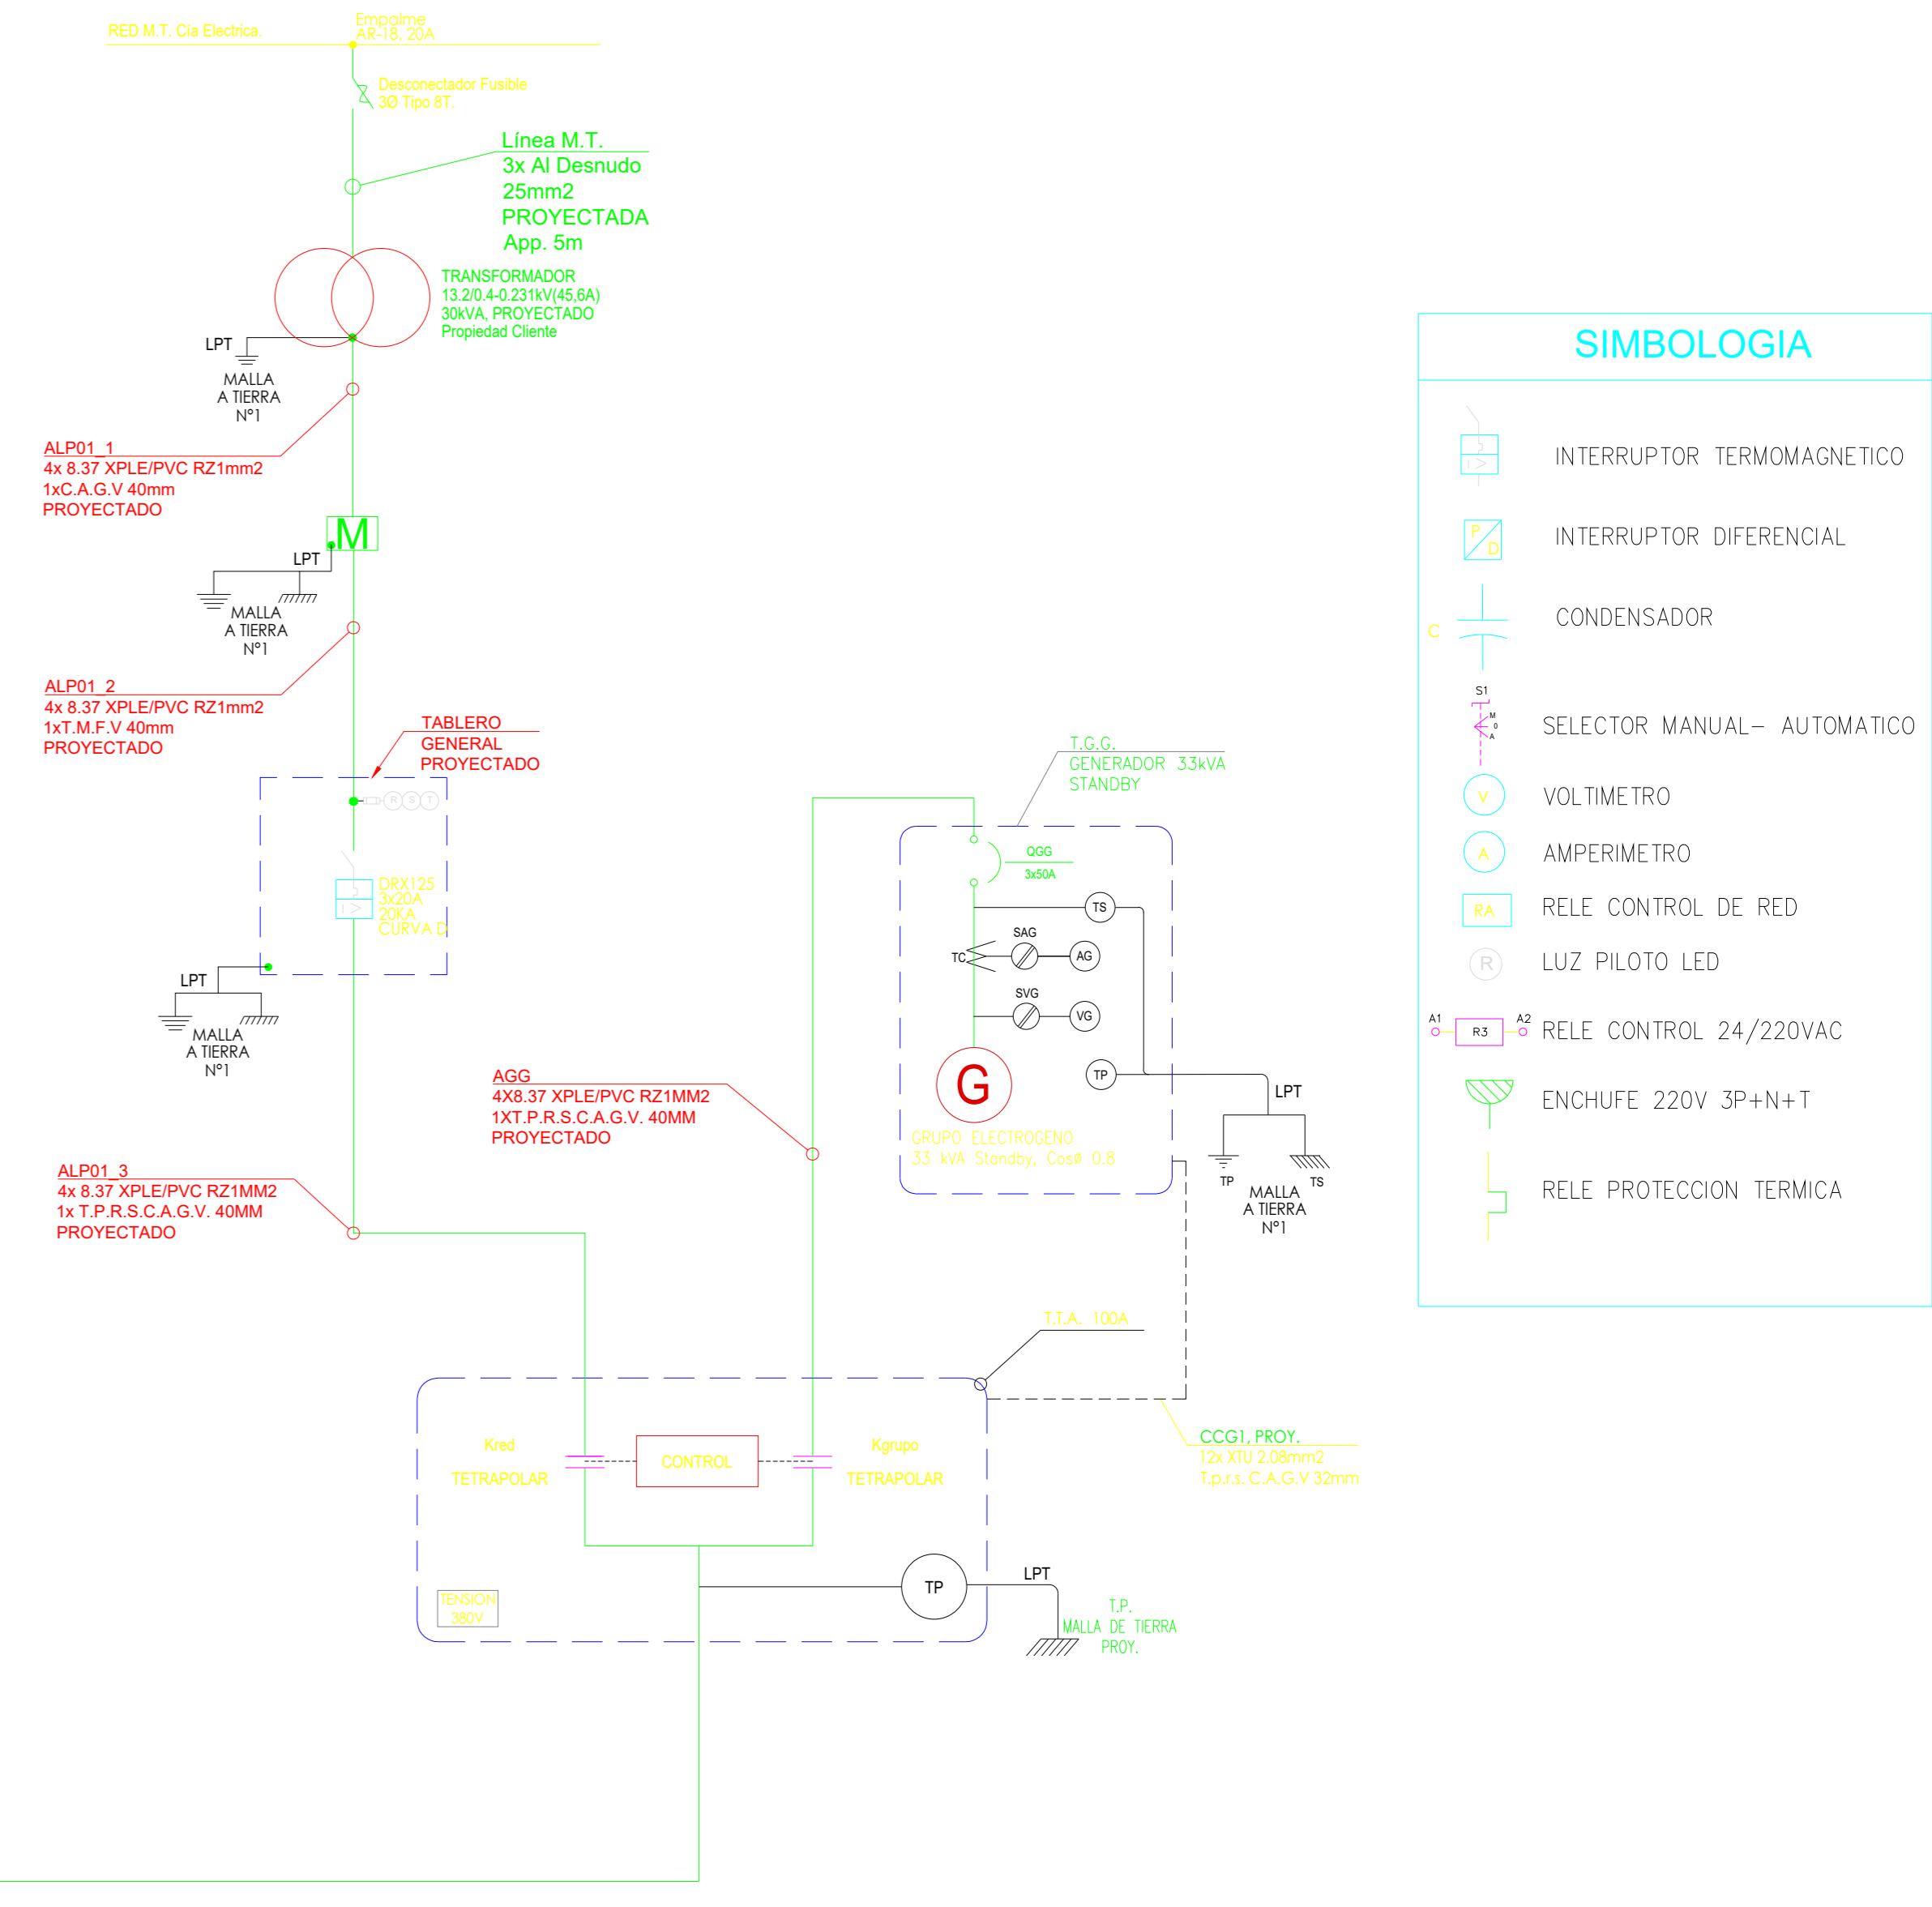 RED M.T. Cía Electrica.
Empalme
AR-18, 20A
Desconectador Fusible
3Ø Tipo 8T.
Línea M.T.
3x Al Desnudo
25mm2
PROYECTADA
App. 5m
TRANSFORMADOR
13.2/0.4-0.231kV(45,6A)
30kVA, PROYECTADO
Propiedad Cliente
LPT
MALLA
A TIERRA
Nº1
ALP01_1
4x 8.37 XPLE/PVC RZ1mm2
1xC.A.G.V 40mm
PROYECTADO
M
LPT
MALLA
A TIERRA
Nº1
ALP01_2
4x 8.37 XPLE/PVC RZ1mm2
1xT.M.F.V 40mm
PROYECTADO
TABLERO
GENERAL
PROYECTADO
R S T
DRX125
3x20A
20KA
CURVA D
I >
LPT
MALLA
A TIERRA
Nº1
T.G.G.
GENERADOR 33kVA
STANDBY
QGG
3x50A
TS
SAG
TC
AG
SVG
VG
G
TP
GRUPO ELECTROGENO
33 kVA Standby, CosØ 0.8
LPT
TP
TS
MALLA
A TIERRA
Nº1
AGG
4X8.37 XPLE/PVC RZ1MM2
1XT.P.R.S.C.A.G.V. 40MM
PROYECTADO
ALP01_3
4x 8.37 XPLE/PVC RZ1MM2
1x T.P.R.S.C.A.G.V. 40MM
PROYECTADO
T.T.A. 100A
Kred
TETRAPOLAR
CONTROL
Kgrupo
TETRAPOLAR
CCG1, PROY.
12x XTU 2.08mm2
T.p.r.s. C.A.G.V 32mm
TENSION
380V
TP
LPT
T.P.
MALLA DE TIERRA
PROY.
SIMBOLOGIA
I >
INTERRUPTOR TERMOMAGNETICO
P
D
INTERRUPTOR DIFERENCIAL
C
CONDENSADOR
S1
M
0
A
SELECTOR MANUAL- AUTOMATICO
V
VOLTIMETRO
A
AMPERIMETRO
RA
RELE CONTROL DE RED
R
LUZ PILOTO LED
A1
R3
A2
RELE CONTROL 24/220VAC
ENCHUFE 220V 3P+N+T
RELE PROTECCION TERMICA